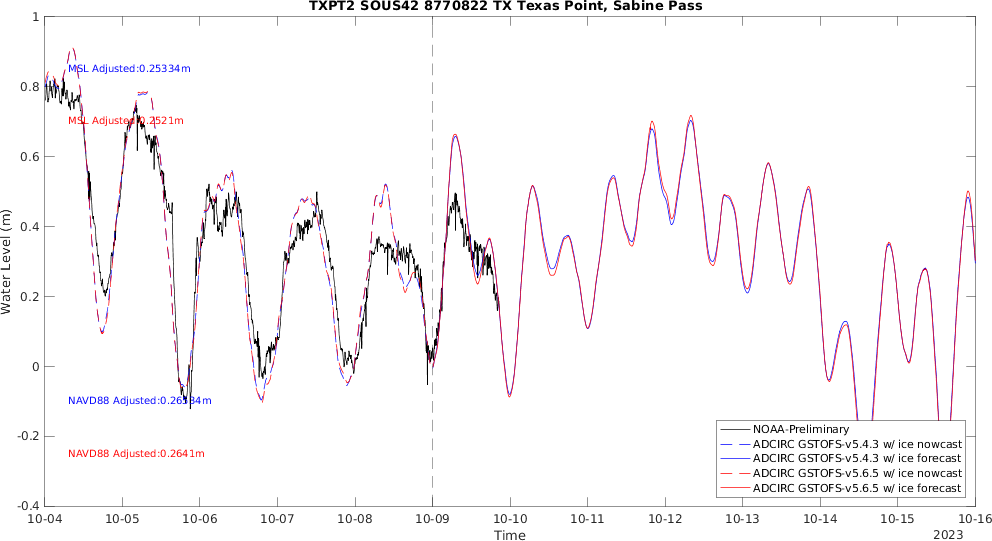 TXPT2 SOUS42 8770822 TX Texas Point, Sabine Pass
1
0.8
0.6
0.4
0.2
0
-0.2
-0.4
Water Level (m)
MSL Adjusted:0.25334m
MSL Adjusted:0.2521m
NAVD88 Adjusted:0.26534m
NAVD88 Adjusted:0.2641m
NOAA-Preliminary
ADCIRC GSTOFS-v5.4.3 w/ ice nowcast
ADCIRC GSTOFS-v5.4.3 w/ ice forecast
ADCIRC GSTOFS-v5.6.5 w/ ice nowcast
ADCIRC GSTOFS-v5.6.5 w/ ice forecast
10-04 10-05 10-06 10-07 10-08 10-09 10-10 10-11 10-12 10-13 10-14 10-15 10-16
Time
2023